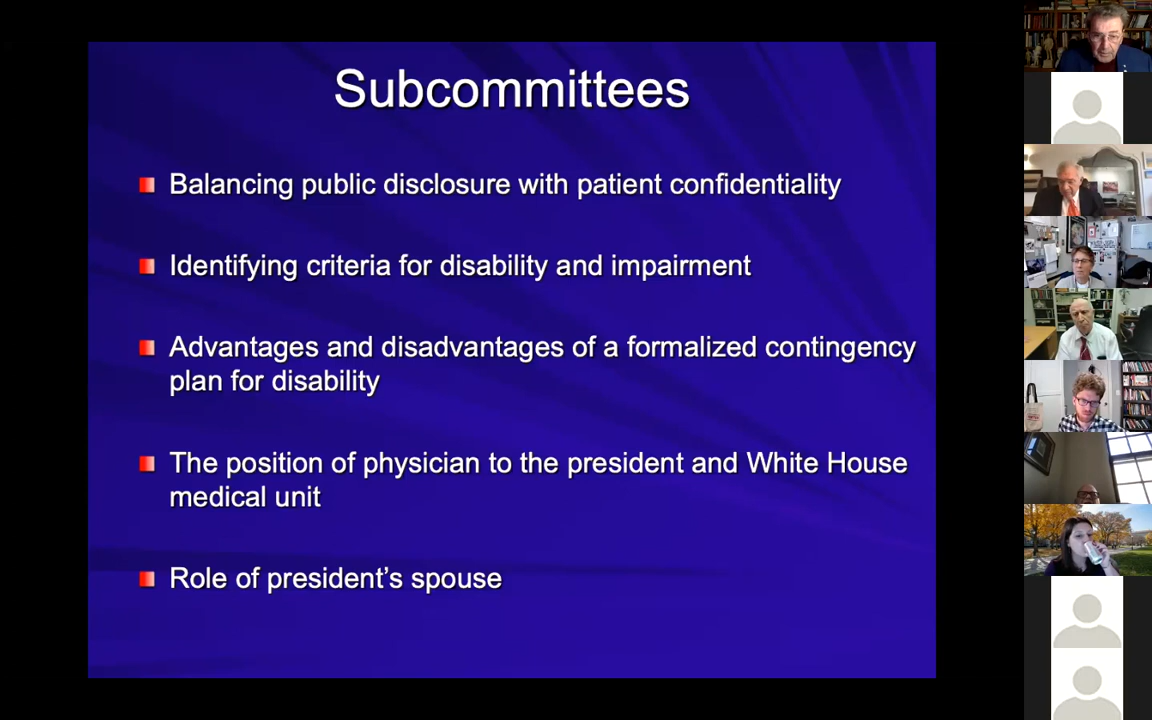 Subcommittees
Balancing public disclosure with patient confidentiality
Identifying criteria for disability and impairment
Advantages and disadvantages of a formalized contingency
plan for disability
The position of physician to the president and White House
medical unit
Role of president's spouse